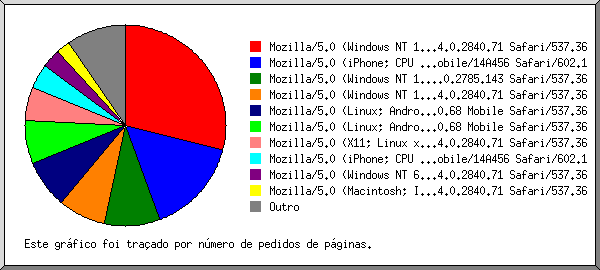 Mozilla/5.0 (Windows NT 1...4.0.2840.71 Safari/537.36
Mozilla/5.0 (iPhone; CPU ...obile/14A456 Safari/602.1
Mozilla/5.0 (Windows NT 1....0.2785.143 Safari/537.36
Mozilla/5.0 (Windows NT 1...4.0.2840.71 Safari/537.36
Mozilla/5.0 (Linux; Andro...0.68 Mobile Safari/537.36
Mozilla/5.0 (Linux; Andro...0.68 Mobile Safari/537.36
Mozilla/5.0 (X11; Linux x...4.0.2840.71 Safari/537.36
Mozilla/5.0 (iPhone; CPU ...obile/14A456 Safari/602.1
Mozilla/5.0 (Windows NT 6...4.0.2840.71 Safari/537.36
Mozilla/5.0 (Macintosh; I...4.0.2840.71 Safari/537.36
Outro
Este gráfico foi traçado por número de pedidos de páginas.